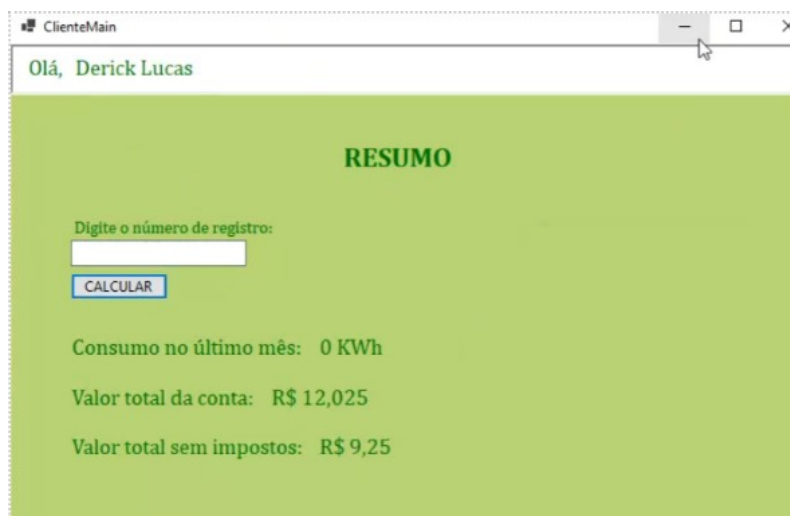 ClienteMain
Olá, Derick Lucas
RESUMO
Digite o número de registro:
CALCULAR
Consumo no último mês: 0 KWh
Valor total da conta: R$ 12,025
Valor total sem impostos: R$ 9,25